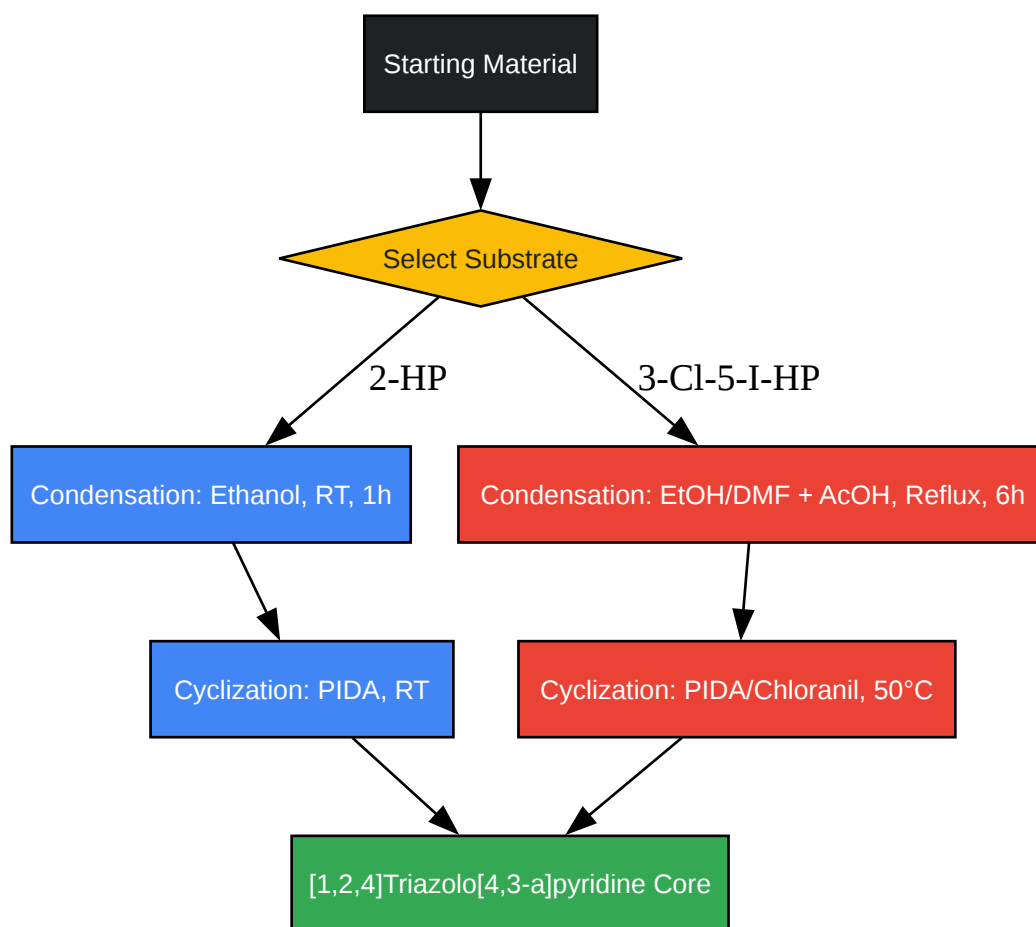 Starting Material
Select Substrate
2-HP
3-Cl-5-I-HP
Condensation: Ethanol, RT, 1h
Condensation: EtOH/DMF + AcOH, Reflux, 6h
Cyclization: PIDA, RT
Cyclization: PIDA/Chloranil, 50°C
[1,2,4]Triazolo[4,3-a]pyridine Core